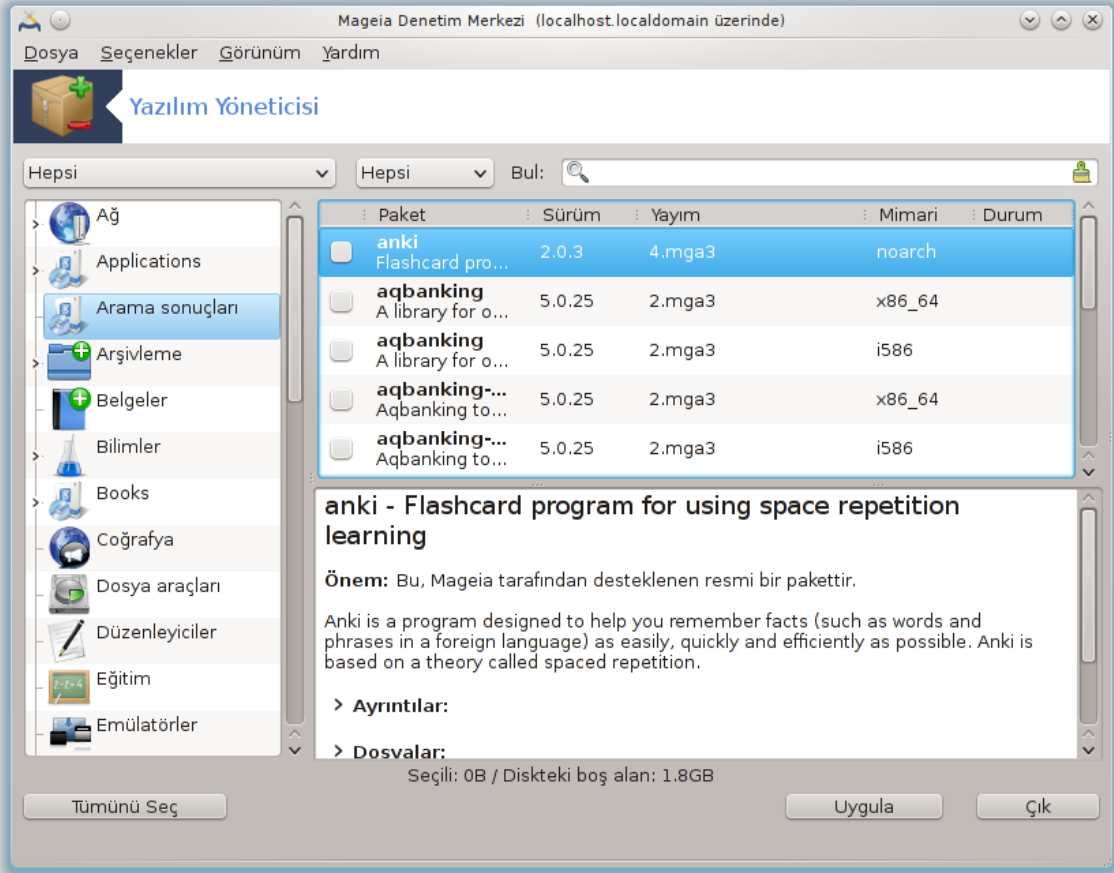 Mageia Denetim Merkezi (localhost.localdomain üzerinde)
Dosya Seçenekler Görünüm Yardım
Yazılım Yöneticisi
Hepsi Hepsi Bul:
Ağ
Applications
Arama sonuçları
Arşivleme
Belgeler
Bilimler
Books
Coğrafya
Dosya araçları
Düzenleyiciler
Eğitim
Emülatörler
Paket Sürüm Yayım Mimari Durum
anki
Flashcard pro... 2.0.3 4.mga3 noarch
aqbanking
A library for o... 5.0.25 2.mga3 x86_64
aqbanking
A library for o... 5.0.25 2.mga3 i586
aqbanking-...
Aqbanking to... 5.0.25 2.mga3 x86_64
aqbanking-...
Aqbanking to... 5.0.25 2.mga3 i586
anki - Flashcard program for using space repetition
learning
Önem: Bu, Mageia tarafından desteklenen resmi bir pakettir.
Anki is a program designed to help you remember facts (such as words and
phrases in a foreign language) as easily, quickly and efficiently as possible. Anki is
based on a theory called spaced repetition.
Ayrıntılar:
Dosyalar:
Seçili: 0B / Diskteki boş alan: 1.8GB
Tümünü Seç Uygula Çık